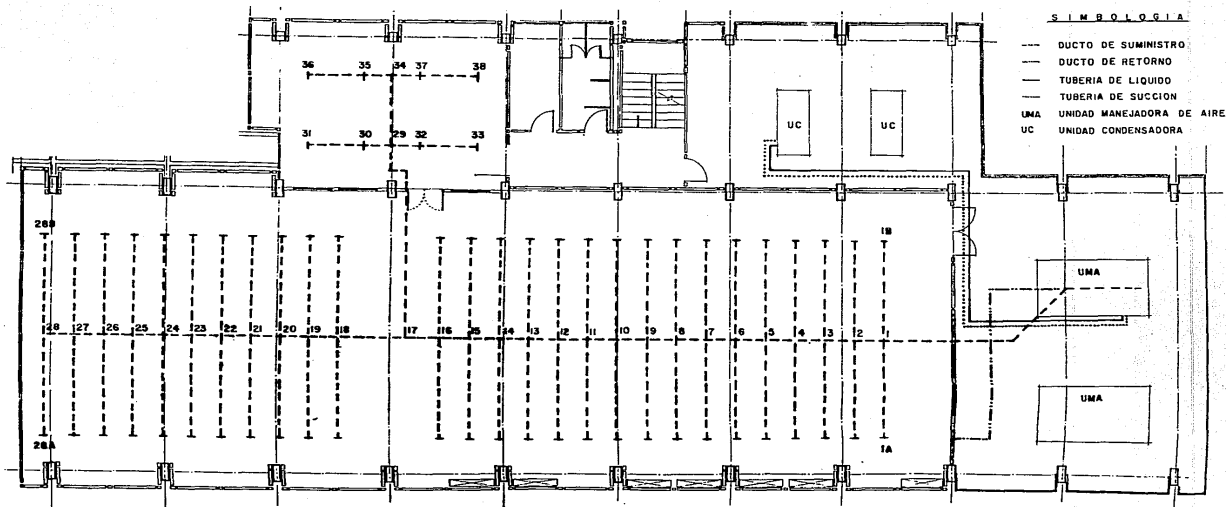 SIMBOLOGIA
DUCTO DE SUMINISTRO
DUCTO DE RETORNO
TUBERIA DE LIQUIDO
TUBERIA DE SUCCION
UMA UNIDAD MANEJADORA DE AIRE
UC UNIDAD CONDENSADORA
36 35 34 37 38
UC UC
31 30 29 32 33
28B
1B
UMA
28 27 26 25 24 23 22 21 20 19 18 17 16 15 14 13 12 11 10 9 8 7 6 5 4 3 2 1
UMA
28A
1A